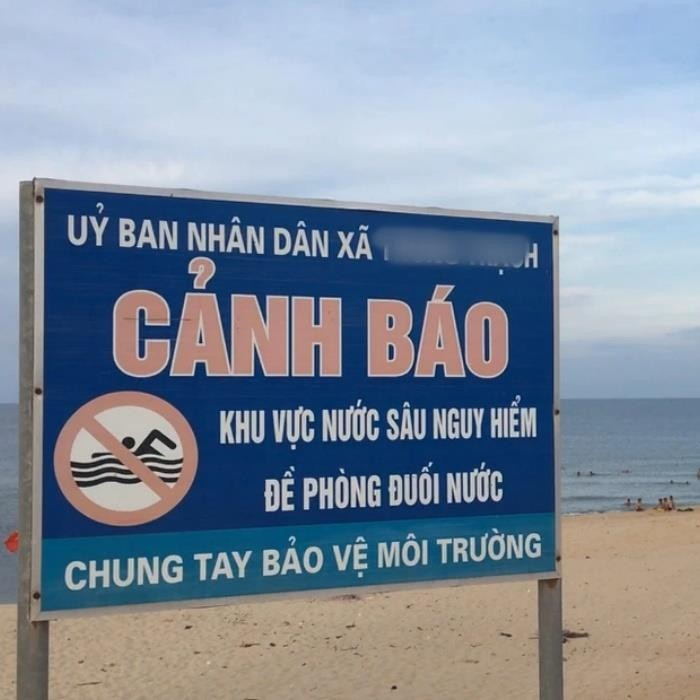 UỶ BAN NHÂN DÂN XÃ
CẢNH BÁO
KHU VỰC NƯỚC SÂU NGUY HIỂM
ĐỀ PHÒNG ĐUỐI NƯỚC
CHUNG TAY BẢO VỆ MÔI TRƯỜNG